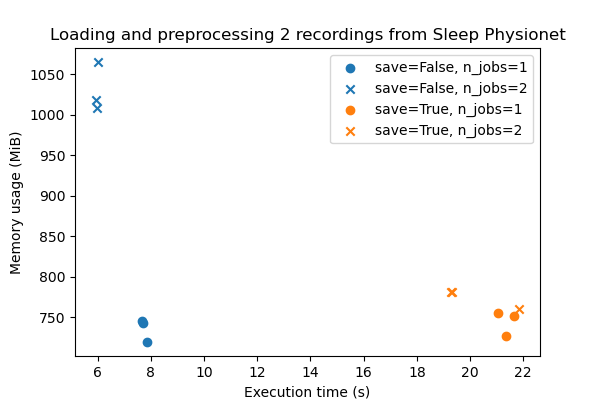 Loading and preprocessing 2 recordings from Sleep Physionet
save=False, n_jobs=1
save=False, n_jobs=2
save=True, n_jobs=1
save=True, n_jobs=2
Memory usage (MiB)
1050
1000
950
900
850
800
750
6 8 10 12 14 16 18 20 22
Execution time (s)